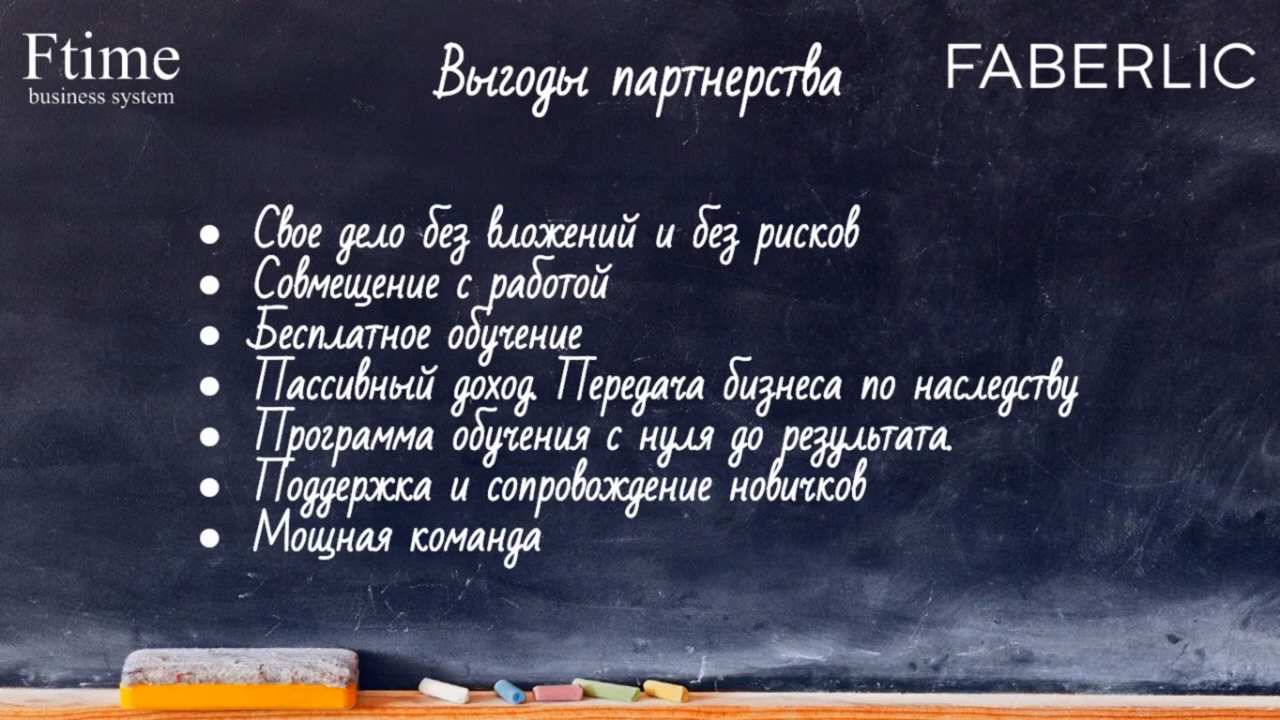 Ftime
business system
Выгоды партнерства
FABERLIC
• Свое дело без вложений и без рисков
• Совмещение с работой
• Бесплатное обучение
• Пассивный доход. Передача бизнеса по наследству
• Программа обучения с нуля до результата.
• Поддержка и сопровождение новичков
• Мощная команда